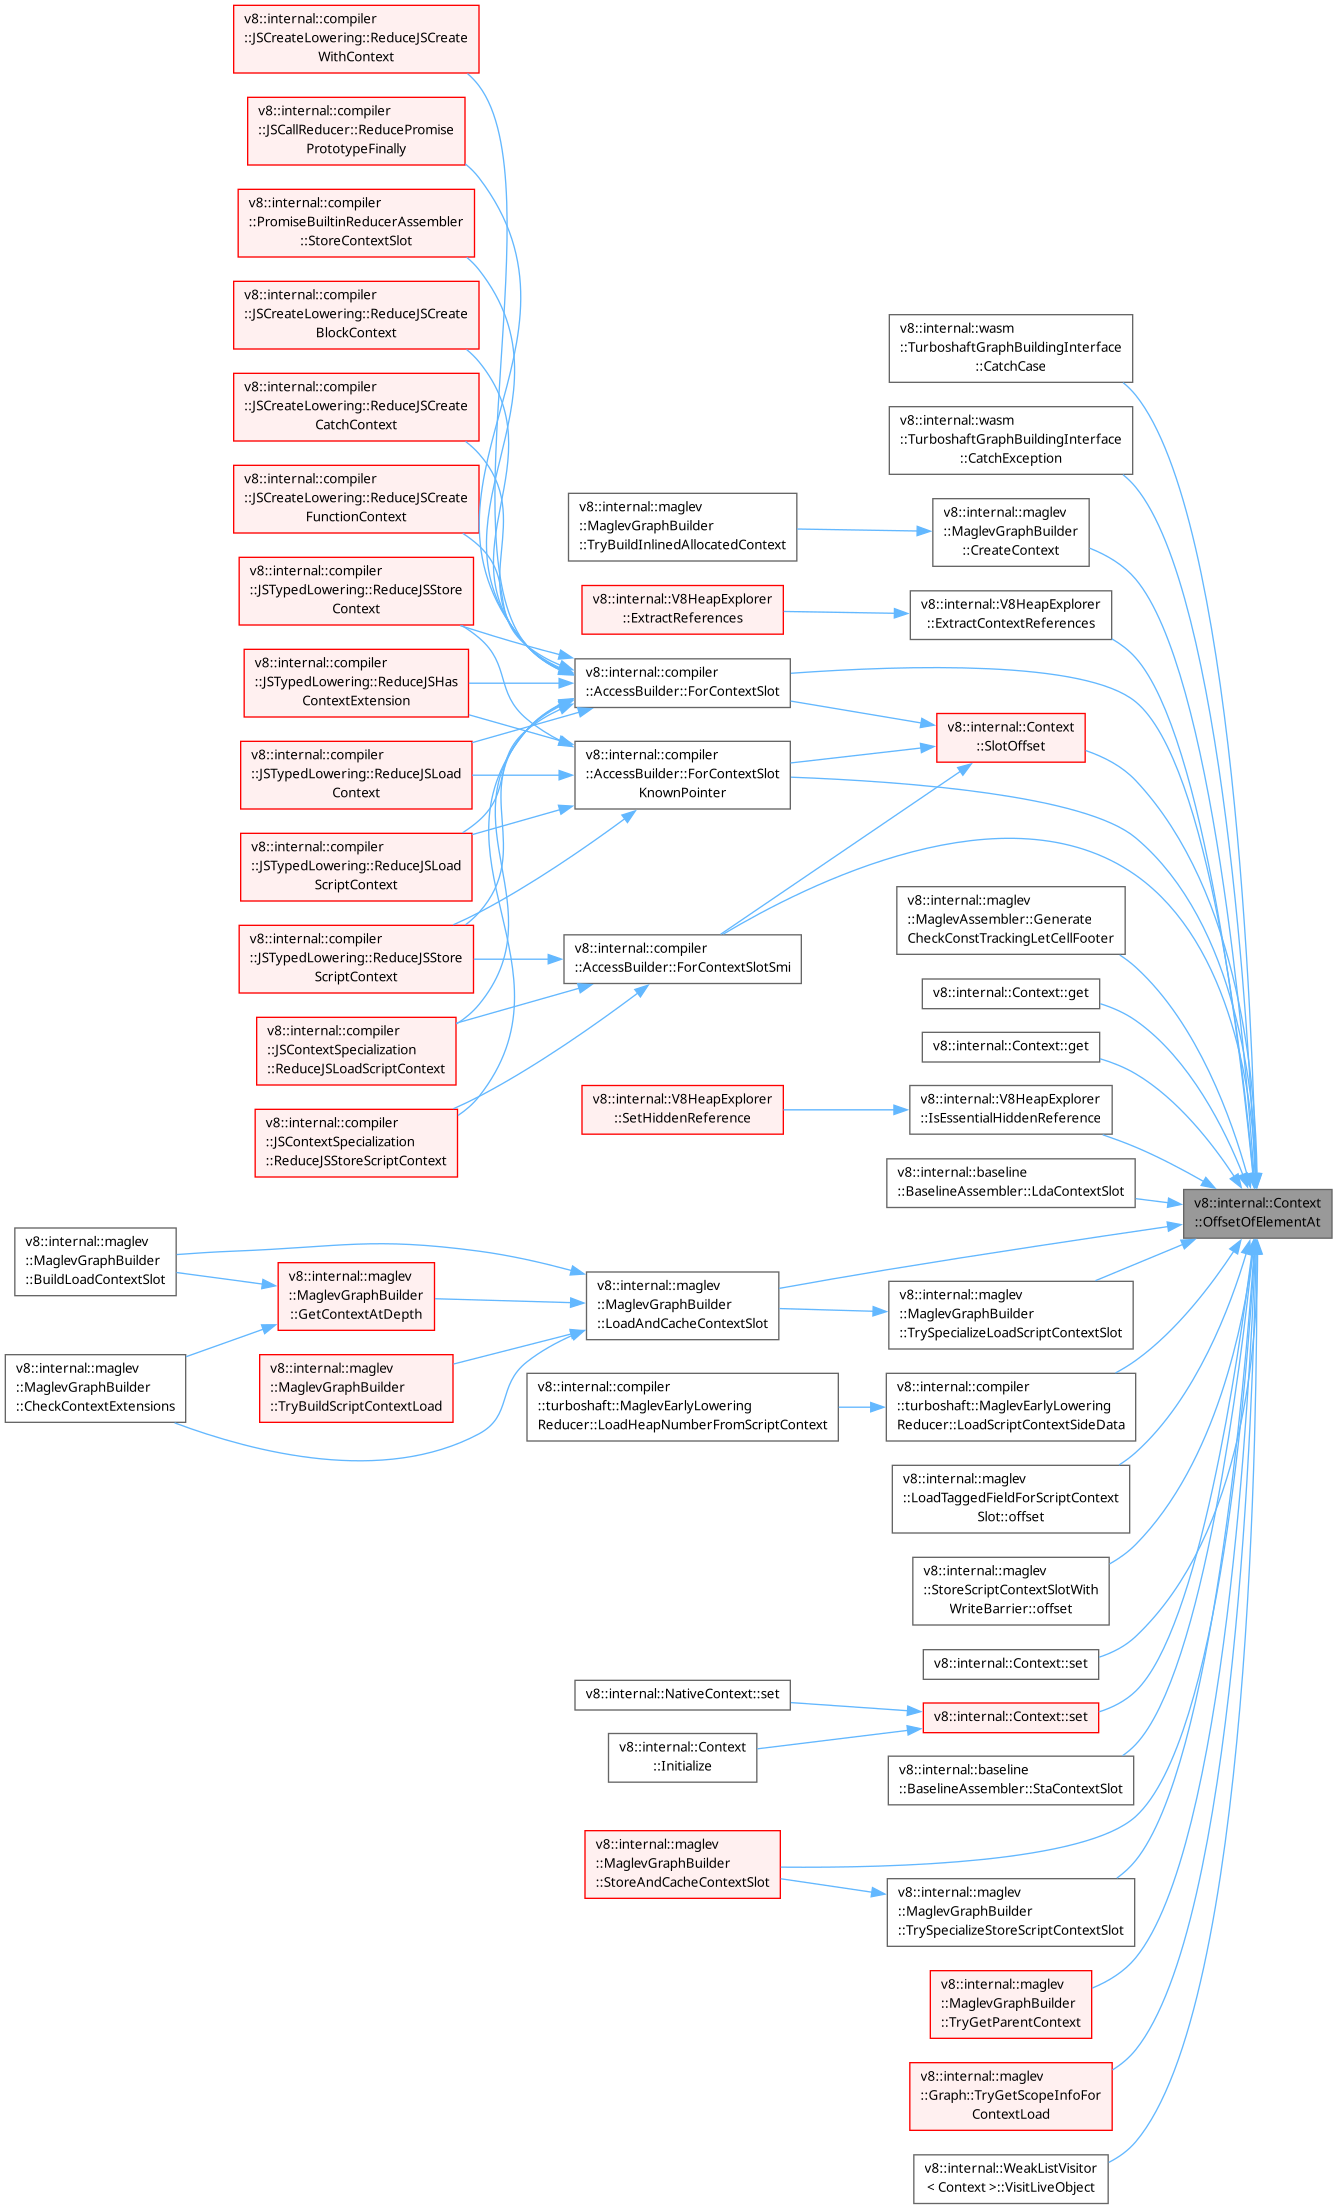 v8::internal::compiler
::JSCreateLowering::ReduceJSCreate
WithContext
v8::internal::compiler
::JSCallReducer::ReducePromise
PrototypeFinally
v8::internal::compiler
::PromiseBuiltinReducerAssembler
::StoreContextSlot
v8::internal::compiler
::JSCreateLowering::ReduceJSCreate
BlockContext
v8::internal::compiler
::JSCreateLowering::ReduceJSCreate
CatchContext
v8::internal::compiler
::JSCreateLowering::ReduceJSCreate
FunctionContext
v8::internal::compiler
::JSTypedLowering::ReduceJSStore
Context
v8::internal::compiler
::JSTypedLowering::ReduceJSHas
ContextExtension
v8::internal::compiler
::JSTypedLowering::ReduceJSLoad
Context
v8::internal::compiler
::JSTypedLowering::ReduceJSLoad
ScriptContext
v8::internal::compiler
::JSTypedLowering::ReduceJSStore
ScriptContext
v8::internal::compiler
::JSContextSpecialization
::ReduceJSLoadScriptContext
v8::internal::compiler
::JSContextSpecialization
::ReduceJSStoreScriptContext
v8::internal::maglev
::MaglevGraphBuilder
::BuildLoadContextSlot
v8::internal::maglev
::MaglevGraphBuilder
::GetContextAtDepth
v8::internal::maglev
::MaglevGraphBuilder
::CheckContextExtensions
v8::internal::maglev
::MaglevGraphBuilder
::TryBuildScriptContextLoad
v8::internal::maglev
::MaglevGraphBuilder
::TryBuildInlinedAllocatedContext
v8::internal::V8HeapExplorer
::ExtractReferences
v8::internal::compiler
::AccessBuilder::ForContextSlot
v8::internal::compiler
::AccessBuilder::ForContextSlot
KnownPointer
v8::internal::compiler
::AccessBuilder::ForContextSlotSmi
v8::internal::V8HeapExplorer
::SetHiddenReference
v8::internal::maglev
::MaglevGraphBuilder
::LoadAndCacheContextSlot
v8::internal::compiler
::turboshaft::MaglevEarlyLowering
Reducer::LoadHeapNumberFromScriptContext
v8::internal::NativeContext::set
v8::internal::Context
::Initialize
v8::internal::maglev
::MaglevGraphBuilder
::StoreAndCacheContextSlot
v8::internal::wasm
::TurboshaftGraphBuildingInterface
::CatchCase
v8::internal::wasm
::TurboshaftGraphBuildingInterface
::CatchException
v8::internal::maglev
::MaglevGraphBuilder
::CreateContext
v8::internal::V8HeapExplorer
::ExtractContextReferences
v8::internal::Context
::SlotOffset
v8::internal::maglev
::MaglevAssembler::Generate
CheckConstTrackingLetCellFooter
v8::internal::Context::get
v8::internal::Context::get
v8::internal::V8HeapExplorer
::IsEssentialHiddenReference
v8::internal::baseline
::BaselineAssembler::LdaContextSlot
v8::internal::maglev
::MaglevGraphBuilder
::TrySpecializeLoadScriptContextSlot
v8::internal::compiler
::turboshaft::MaglevEarlyLowering
Reducer::LoadScriptContextSideData
v8::internal::maglev
::LoadTaggedFieldForScriptContext
Slot::offset
v8::internal::maglev
::StoreScriptContextSlotWith
WriteBarrier::offset
v8::internal::Context::set
v8::internal::Context::set
v8::internal::baseline
::BaselineAssembler::StaContextSlot
v8::internal::maglev
::MaglevGraphBuilder
::TrySpecializeStoreScriptContextSlot
v8::internal::maglev
::MaglevGraphBuilder
::TryGetParentContext
v8::internal::maglev
::Graph::TryGetScopeInfoFor
ContextLoad
v8::internal::WeakListVisitor
< Context >::VisitLiveObject
v8::internal::Context
::OffsetOfElementAt